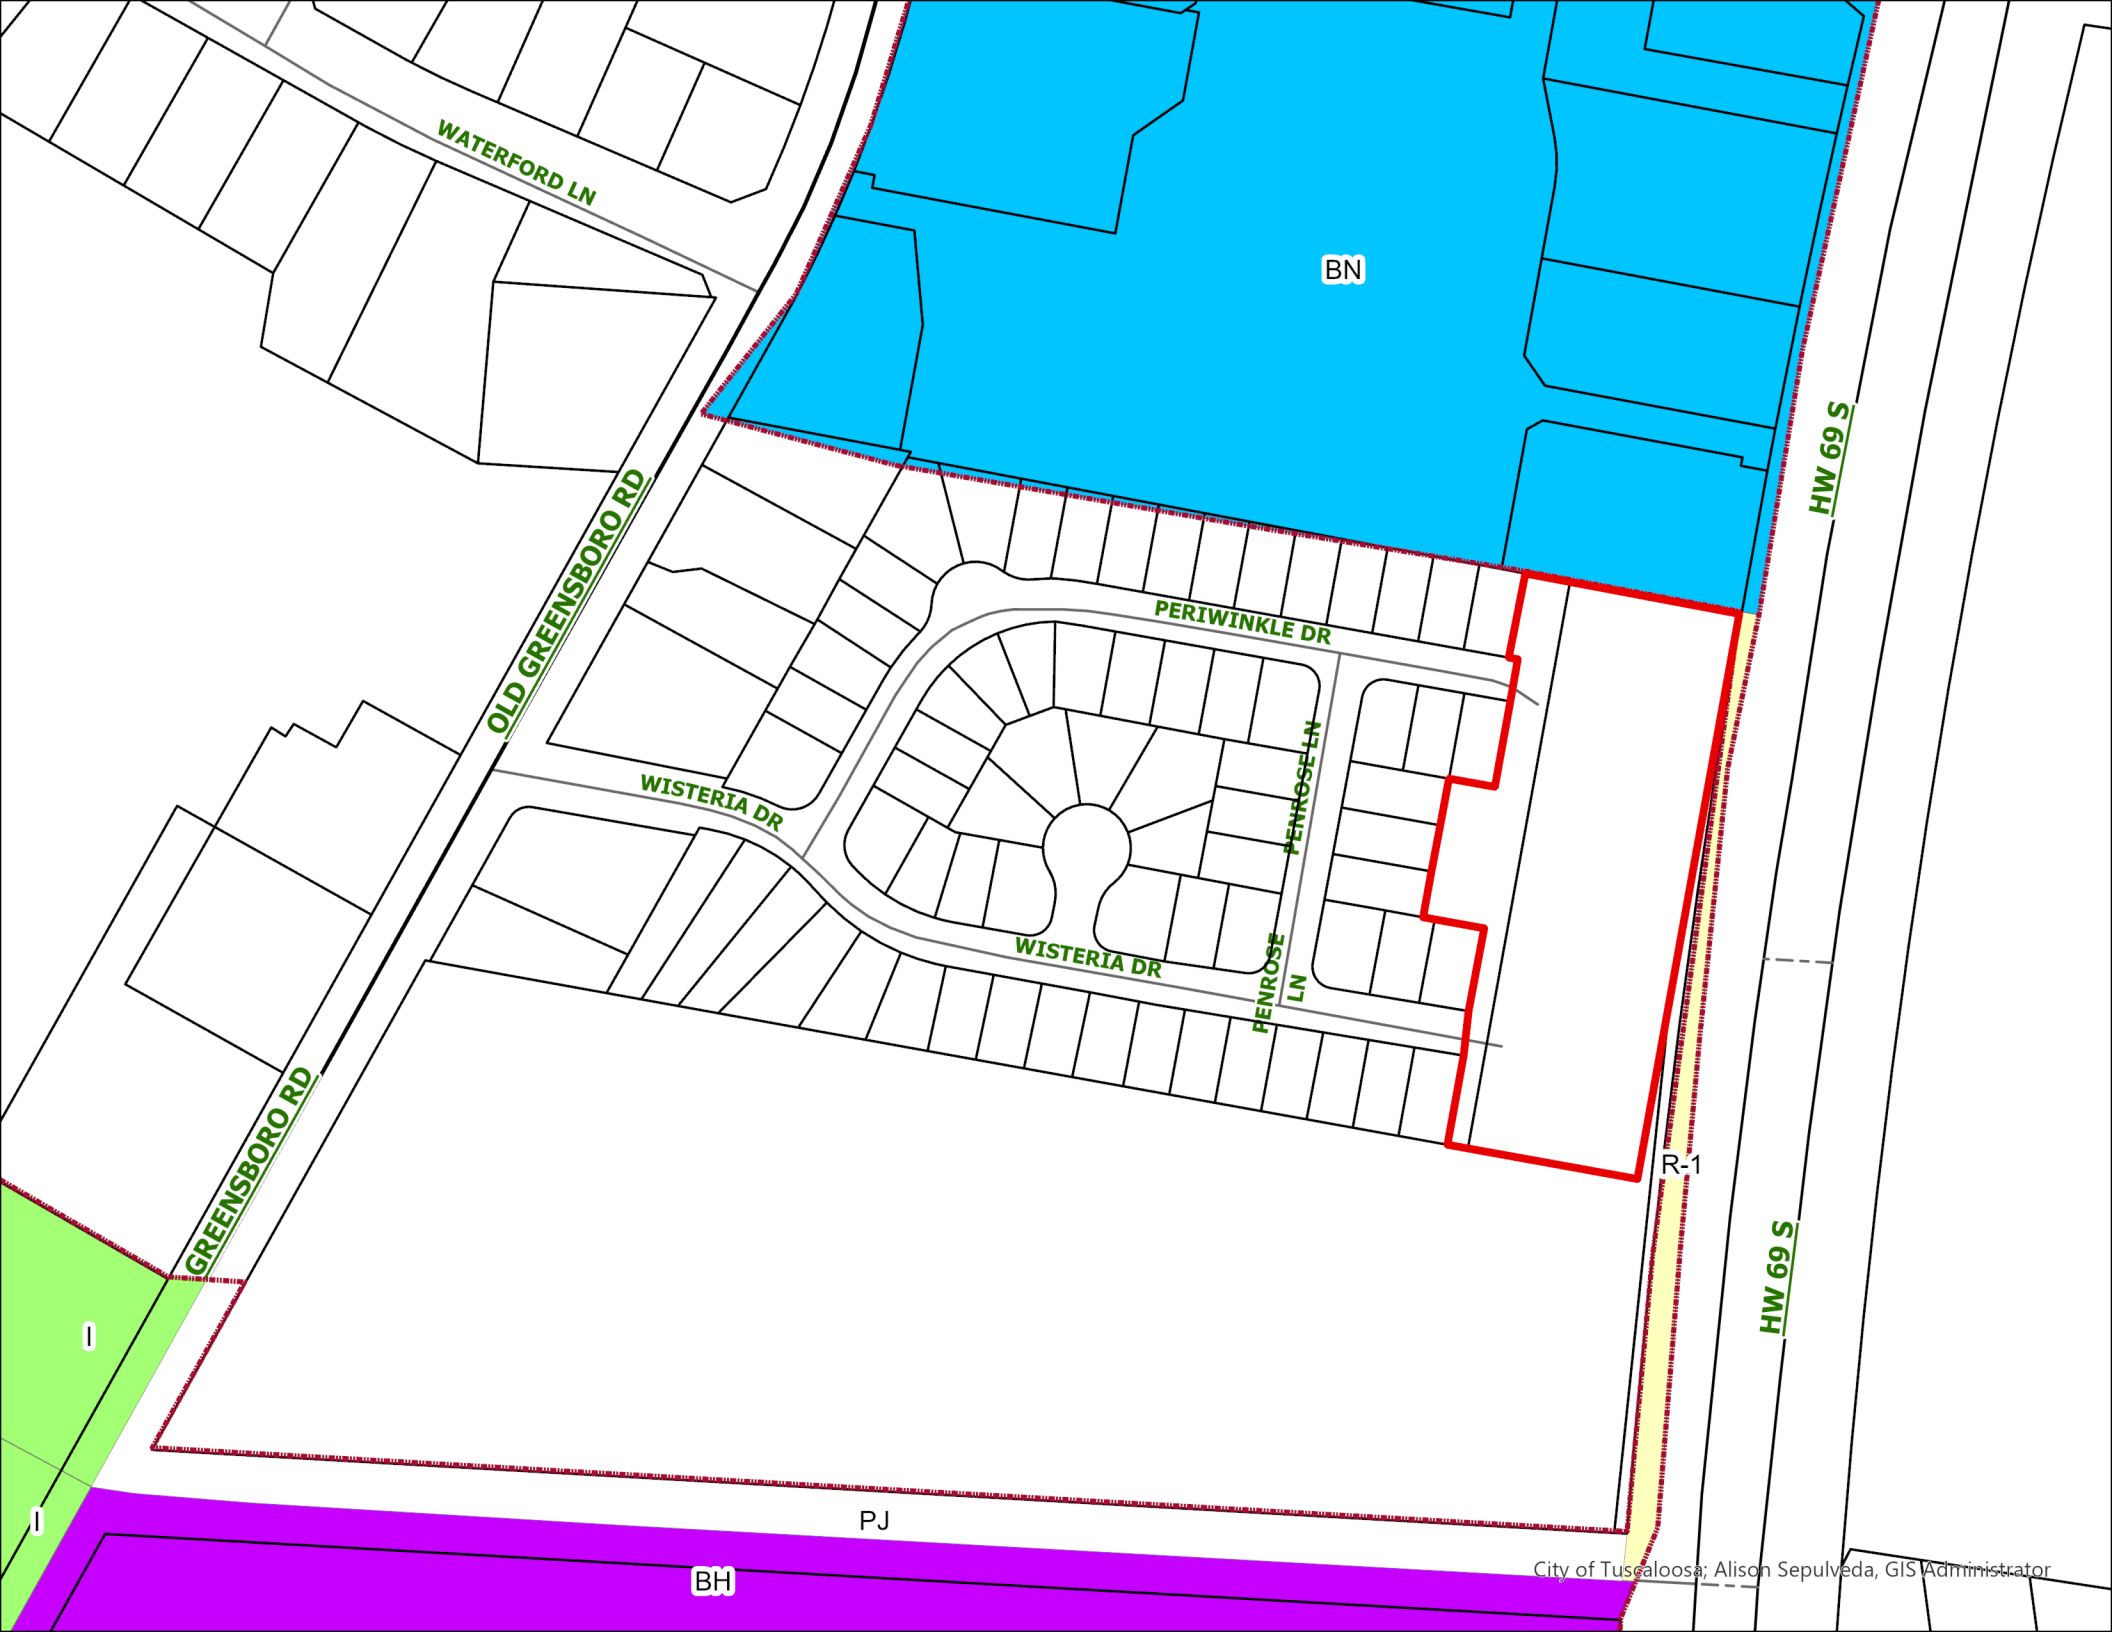 WATERFORD LN
BN
HW 69 S
OLD GREENSBORO RD
PERIWINKLE DR
PENROSE LN
WISTERIA DR
WISTERIA DR
PENROSE
LN
GREENSBORO RD
R-1
HW 69 S
I
I
PJ
BH
City of Tuscaloosa; Alison Sepulveda, GIS Administrator